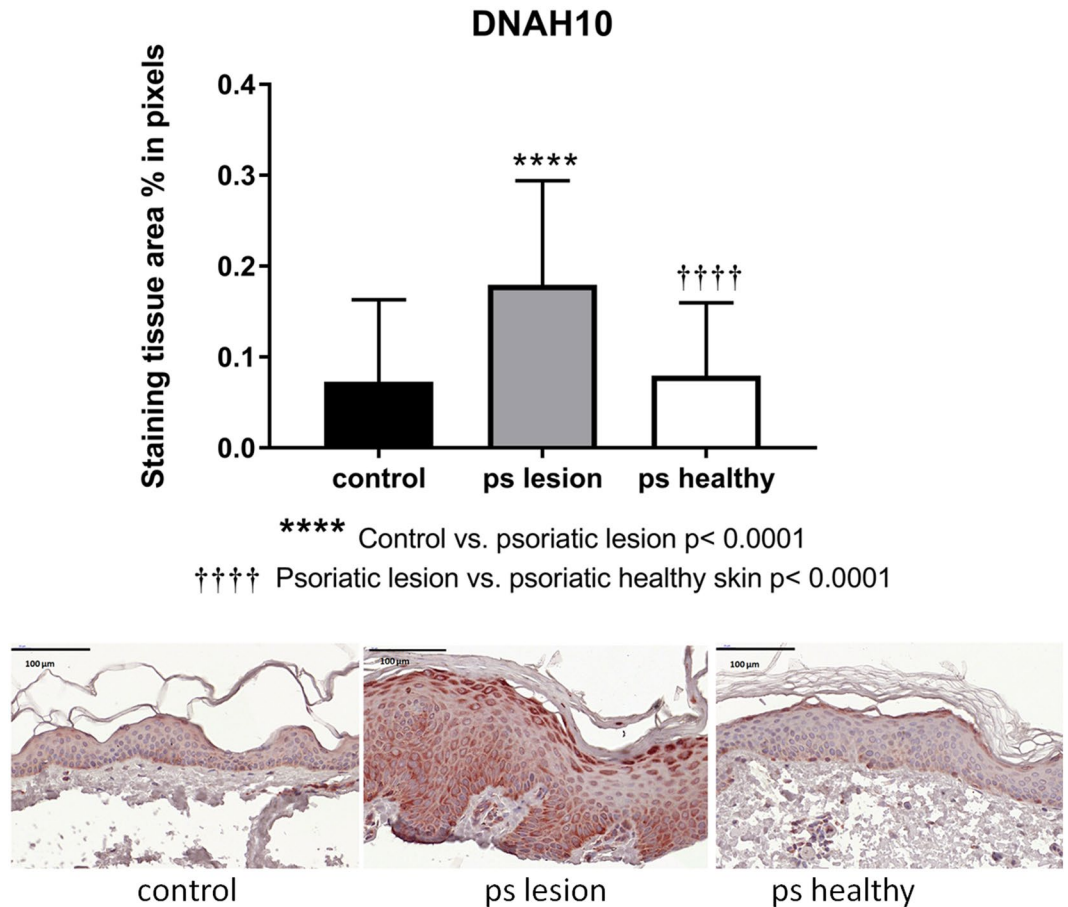 DNAH10
Staining tissue area % in pixels
0.4
0.3
0.2
0.1
0.0
****
††††
control
ps lesion
ps healthy
**** Control vs. psoriatic lesion p< 0.0001
†††† Psoriatic lesion vs. psoriatic healthy skin p< 0.0001
100 µm
100 µm
100 µm
control
ps lesion
ps healthy